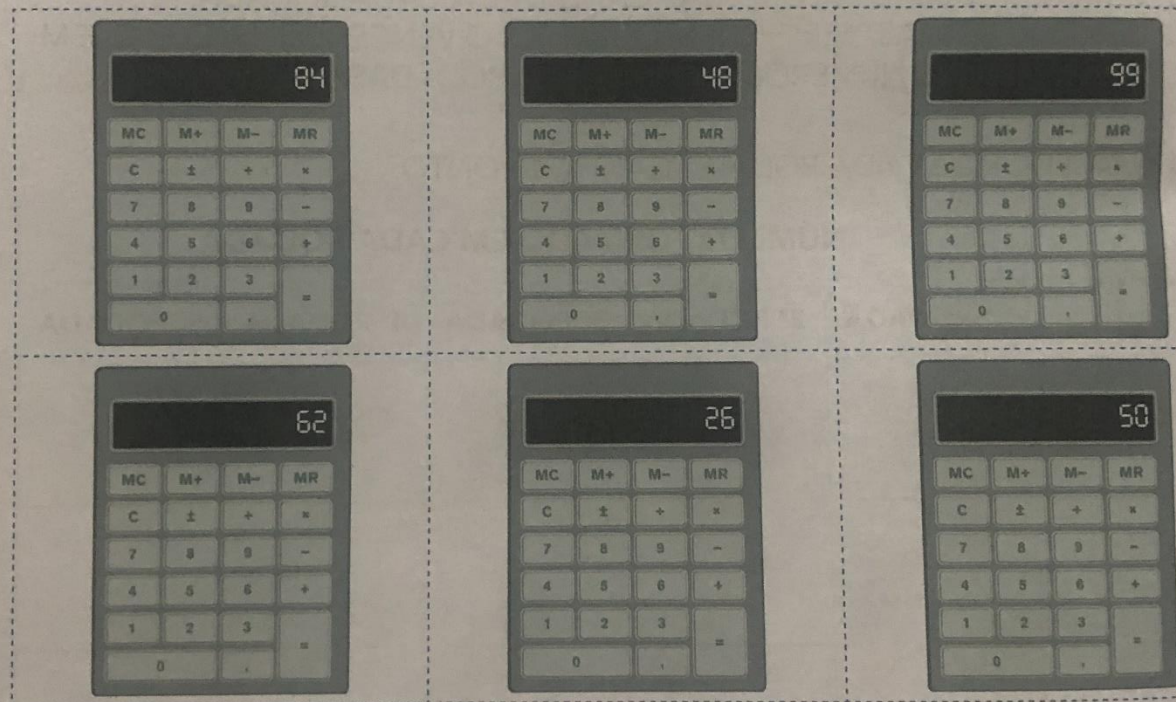 84
MC M+ M− MR
C ± ÷ ×
7 8 9 −
4 5 6 +
1 2 3
=
0 ,
48
MC M+ M− MR
C ± ÷ ×
7 8 9 −
4 5 6 +
1 2 3
=
0 ,
99
MC M+ M− MR
C ± ÷ ×
7 8 9 −
4 5 6 +
1 2 3
=
0 ,
62
MC M+ M− MR
C ± ÷ ×
7 8 9 −
4 5 6 +
1 2 3
=
0 ,
26
MC M+ M− MR
C ± ÷ ×
7 8 9 −
4 5 6 +
1 2 3
=
0 ,
50
MC M+ M− MR
C ± ÷ ×
7 8 9 −
4 5 6 +
1 2 3
=
0 ,